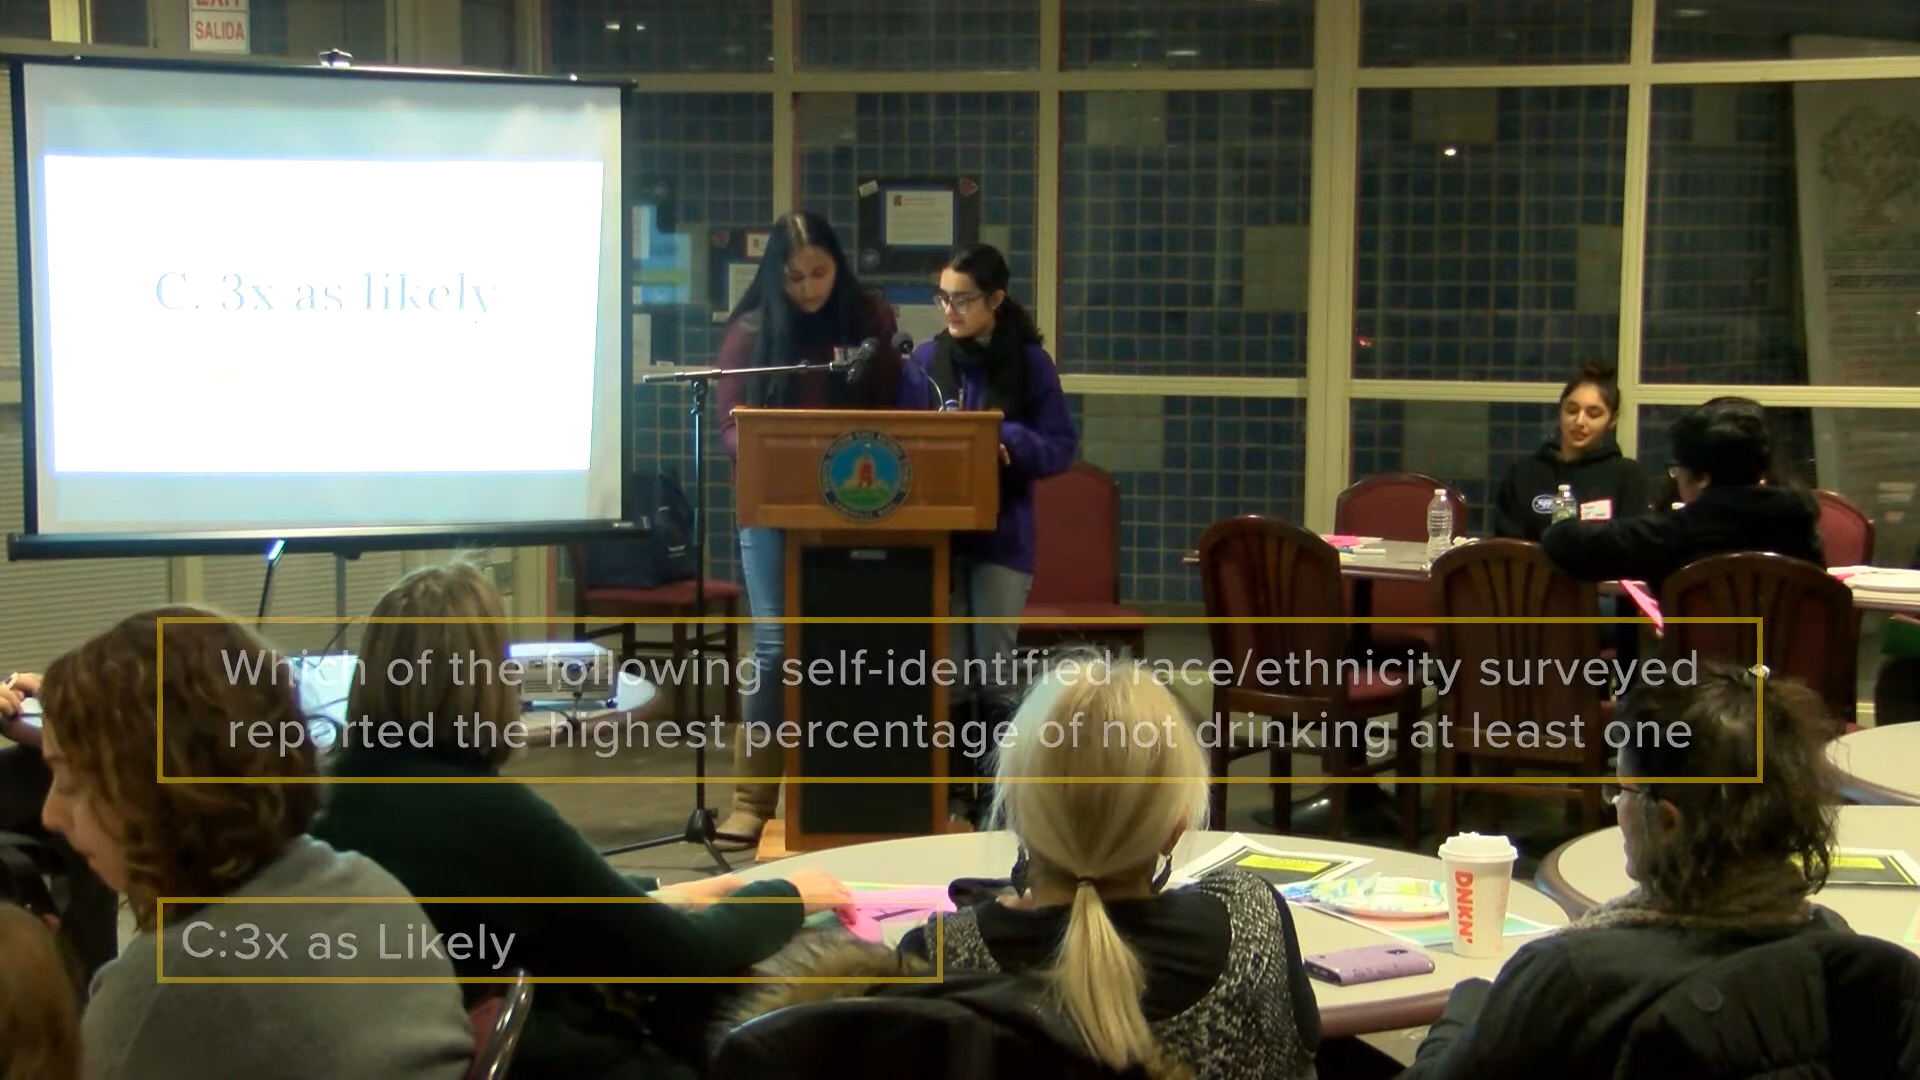 EXIT
SALIDA
C. 3x as likely
Which of the following self-identified race/ethnicity surveyed
reported the highest percentage of not drinking at least one
C:3x as Likely
DNKN'